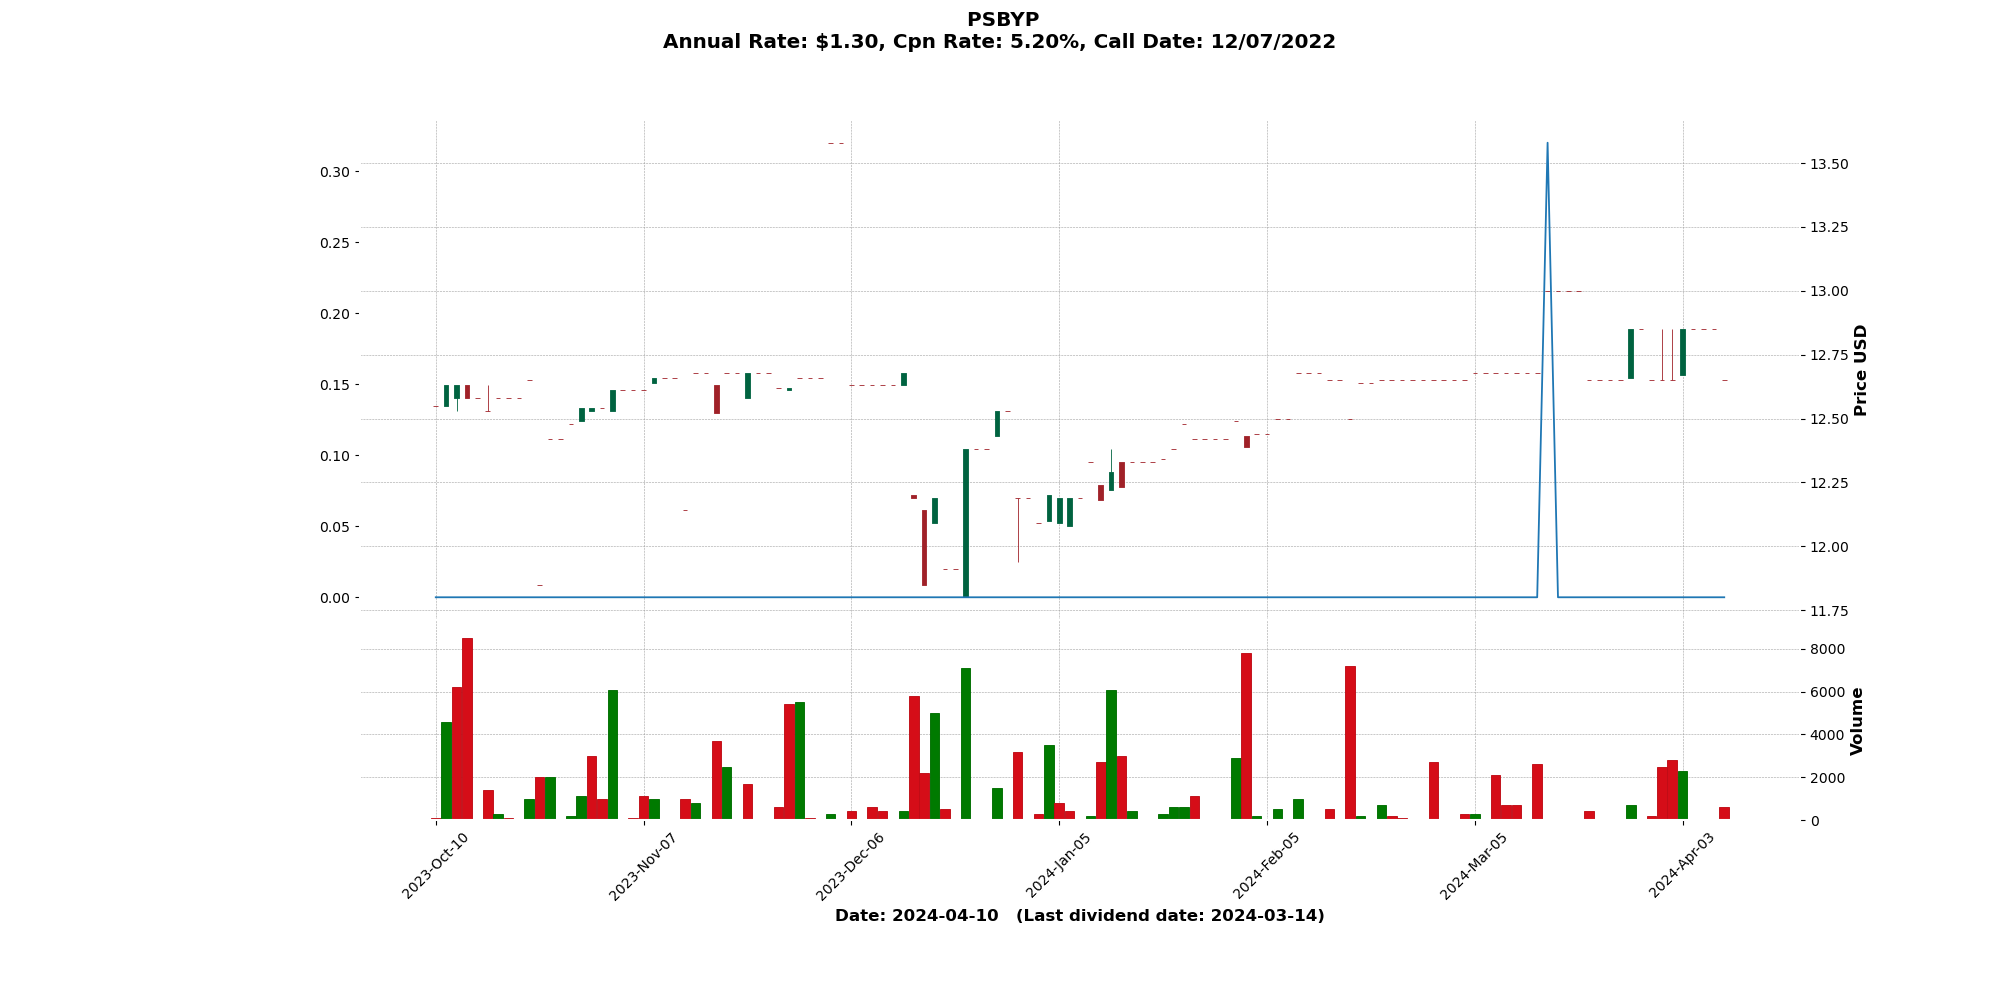 PSBYP
Annual Rate: $1.30, Cpn Rate: 5.20%, Call Date: 12/07/2022
0.30
0.25
0.20
0.15
0.10
0.05
0.00
13.50
13.25
13.00
12.75
12.50
12.25
12.00
11.75
Price USD
8000
6000
4000
2000
0
Volume
2023-Oct-10
2023-Nov-07
2023-Dec-06
2024-Jan-05
2024-Feb-05
2024-Mar-05
2024-Apr-03
Date: 2024-04-10 (Last dividend date: 2024-03-14)